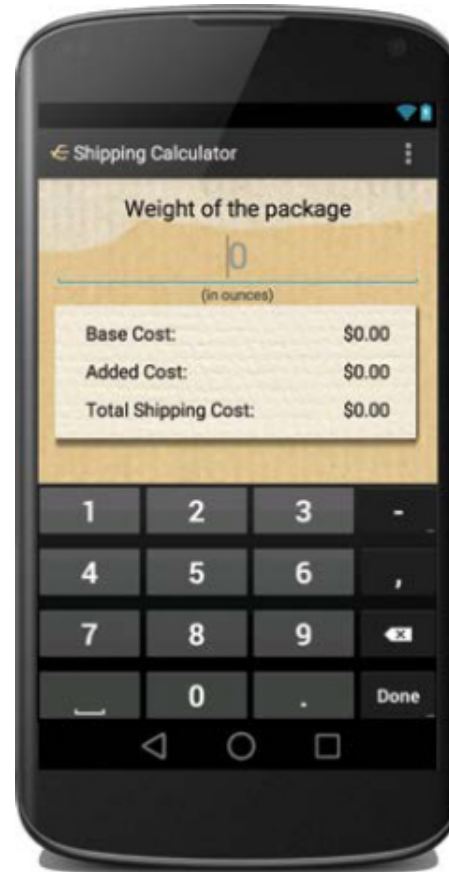 Shipping Calculator
Weight of the package
0
(in ounces)
Base Cost: $0.00
Added Cost: $0.00
Total Shipping Cost: $0.00
1 2 3 -
4 5 6 ,
7 8 9
0 . Done